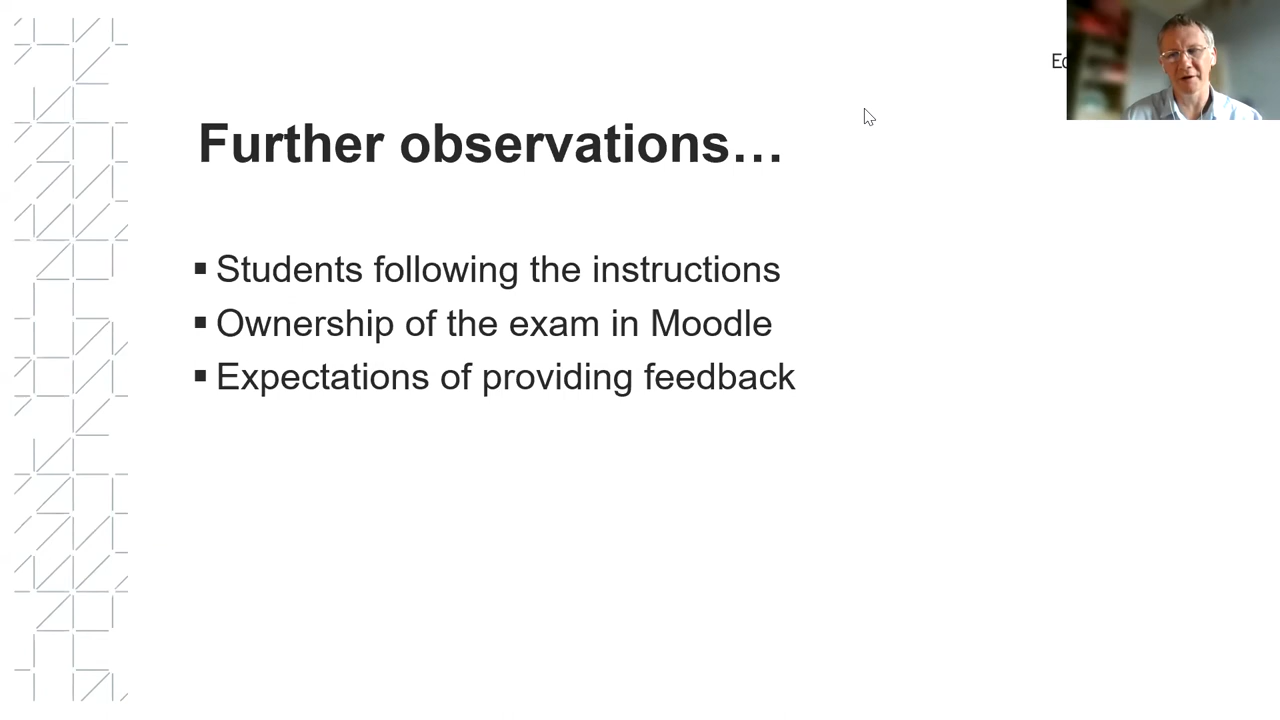 Further observations…
▪ Students following the instructions
▪ Ownership of the exam in Moodle
▪ Expectations of providing feedback